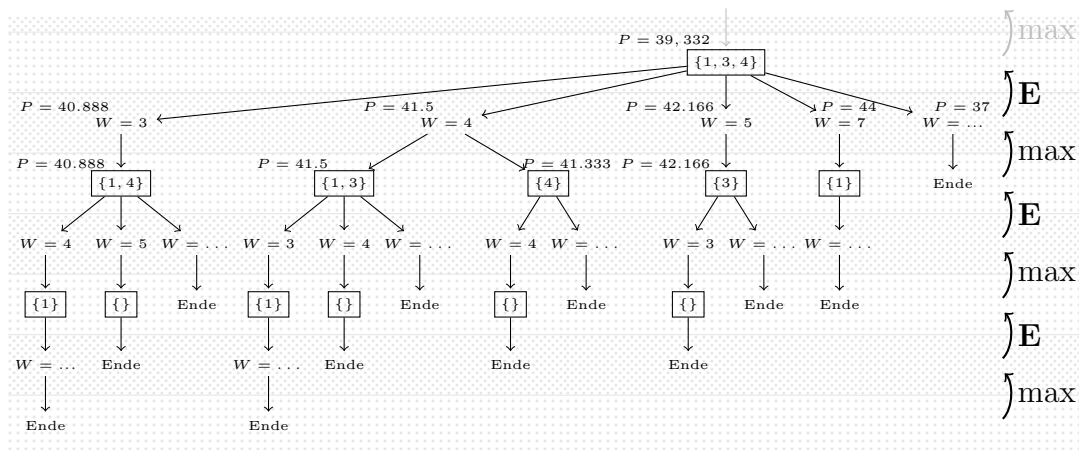 max
P = 39, 332
{1, 3, 4}
E
P = 40.888 P = 41.5 P = 42.166 P = 44 P = 37
W = 3 W = 4 W = 5 W = 7 W = ...
max
P = 40.888 P = 41.5 P = 41.333 P = 42.166
{1, 4} {1, 3} {4} {3} {1} Ende
E
W = 4 W = 5 W = ... W = 3 W = 4 W = ... W = 4 W = ... W = 3 W = ... W = ...
max
{1} {} Ende {1} {} Ende {} Ende {} Ende Ende
E
W = ... Ende W = ... Ende Ende Ende
max
Ende Ende